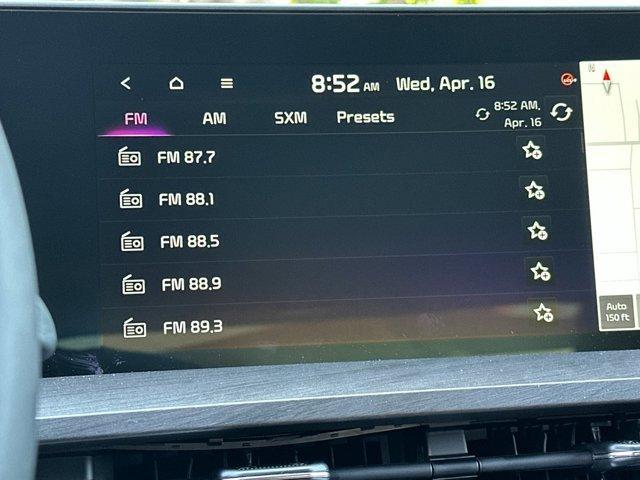 8:52 AM Wed, Apr. 16
N
FM AM SXM Presets
8:52 AM,
Apr. 16
FM 87.7
FM 88.1
FM 88.5
FM 88.9
FM 89.3
Auto
150 ft